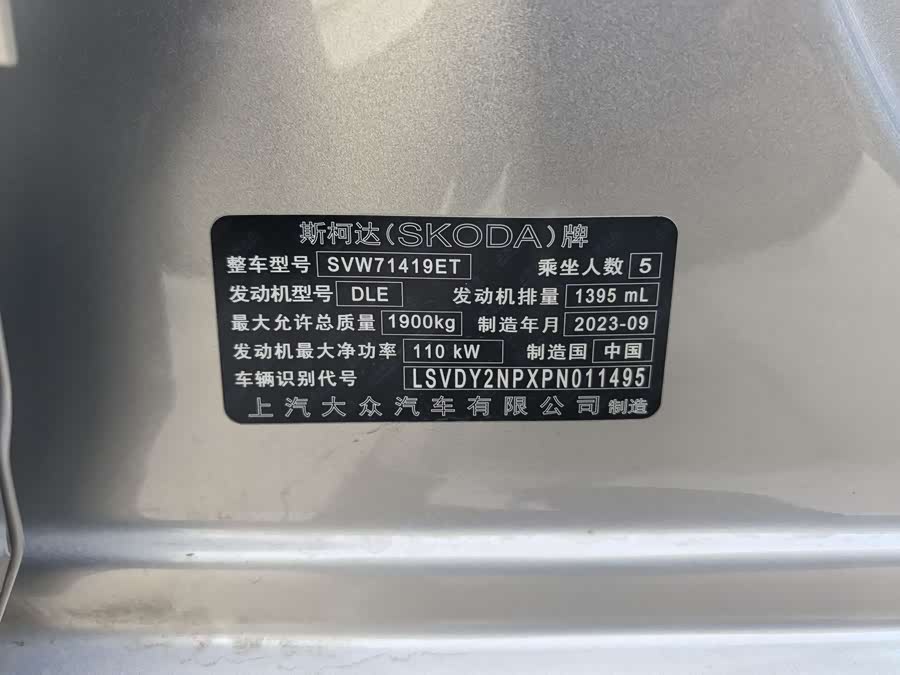 斯柯达(SKODA)牌
整车型号 SVW71419ET 乘坐人数 5
发动机型号 DLE 发动机排量 1395 mL
最大允许总质量 1900kg 制造年月 2023-09
发动机最大净功率 110 kW 制造国 中国
车辆识别代号 LSVDY2NPXPN011495
上汽大众汽车有限公司 制造